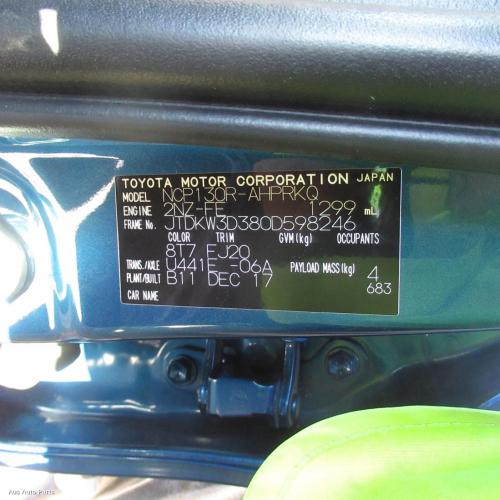 TOYOTA MOTOR CORPORATION JAPAN
MODEL NCP130R-AHPRKQ
ENGINE 2NZ-FE 1299 mL
FRAME No. JTDKW3D380D598246
COLOR TRIM GVM(kg) OCCUPANTS
8T7 EJ20
TRANS./AXLE U441E -06A PAYLOAD MASS(kg) 4
PLANT/BUILT B11 DEC 17 683
CAR NAME
Aus Auto Parts